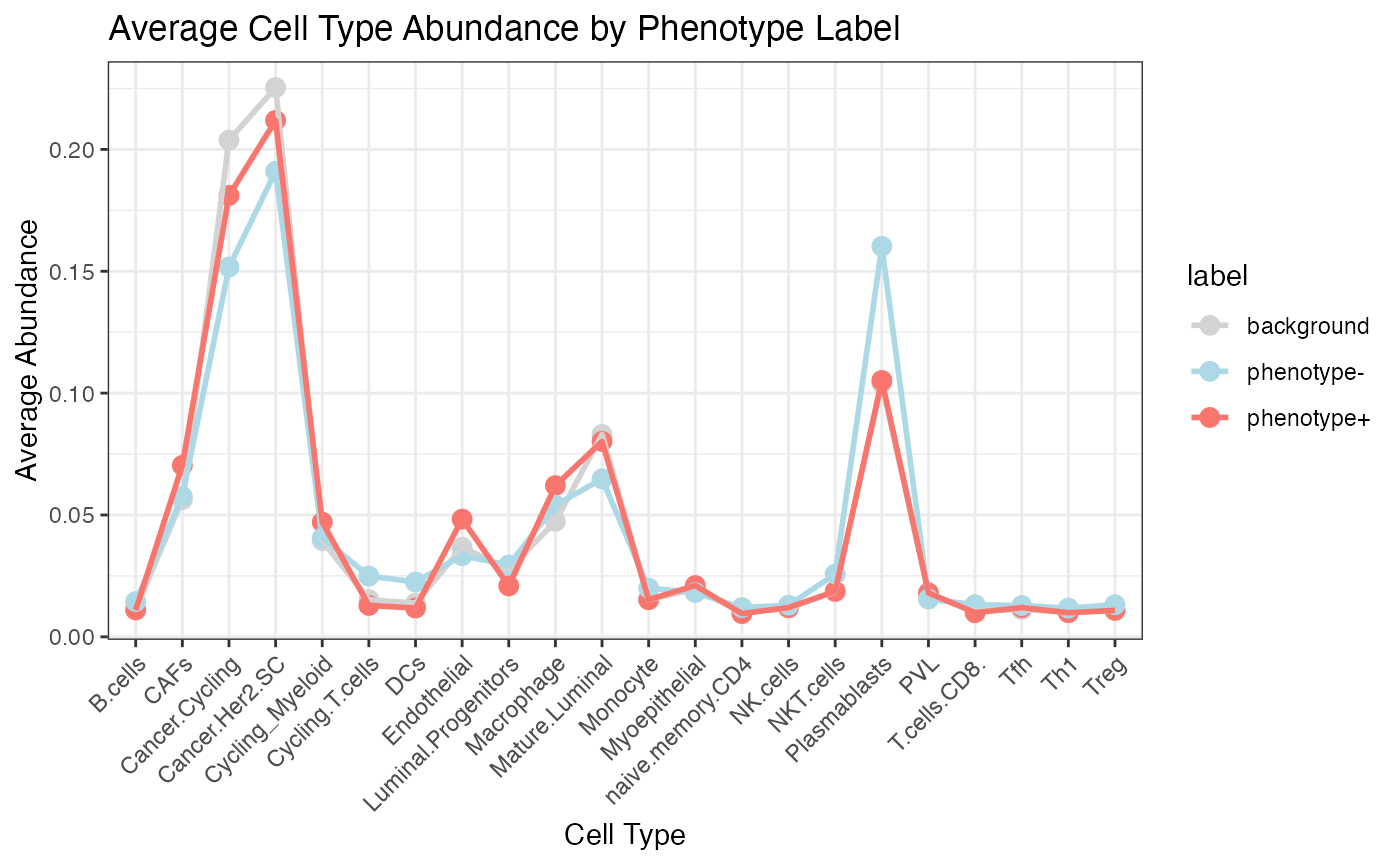 Average Cell Type Abundance by Phenotype Label
Average Abundance
0.20
0.15
0.10
0.05
0.00
B.cells
CAFs
Cancer.Cycling
Cancer.Her2.SC
Cycling_Myeloid
Cycling.T.cells
DCs
Endothelial
Luminal.Progenitors
Macrophage
Mature.Luminal
Monocyte
Myoepithelial
naive.memory.CD4
NK.cells
NKT.cells
Plasmablasts
PVL
T.cells.CD8.
Tfh
Th1
Treg
Cell Type
label
background
phenotype-
phenotype+